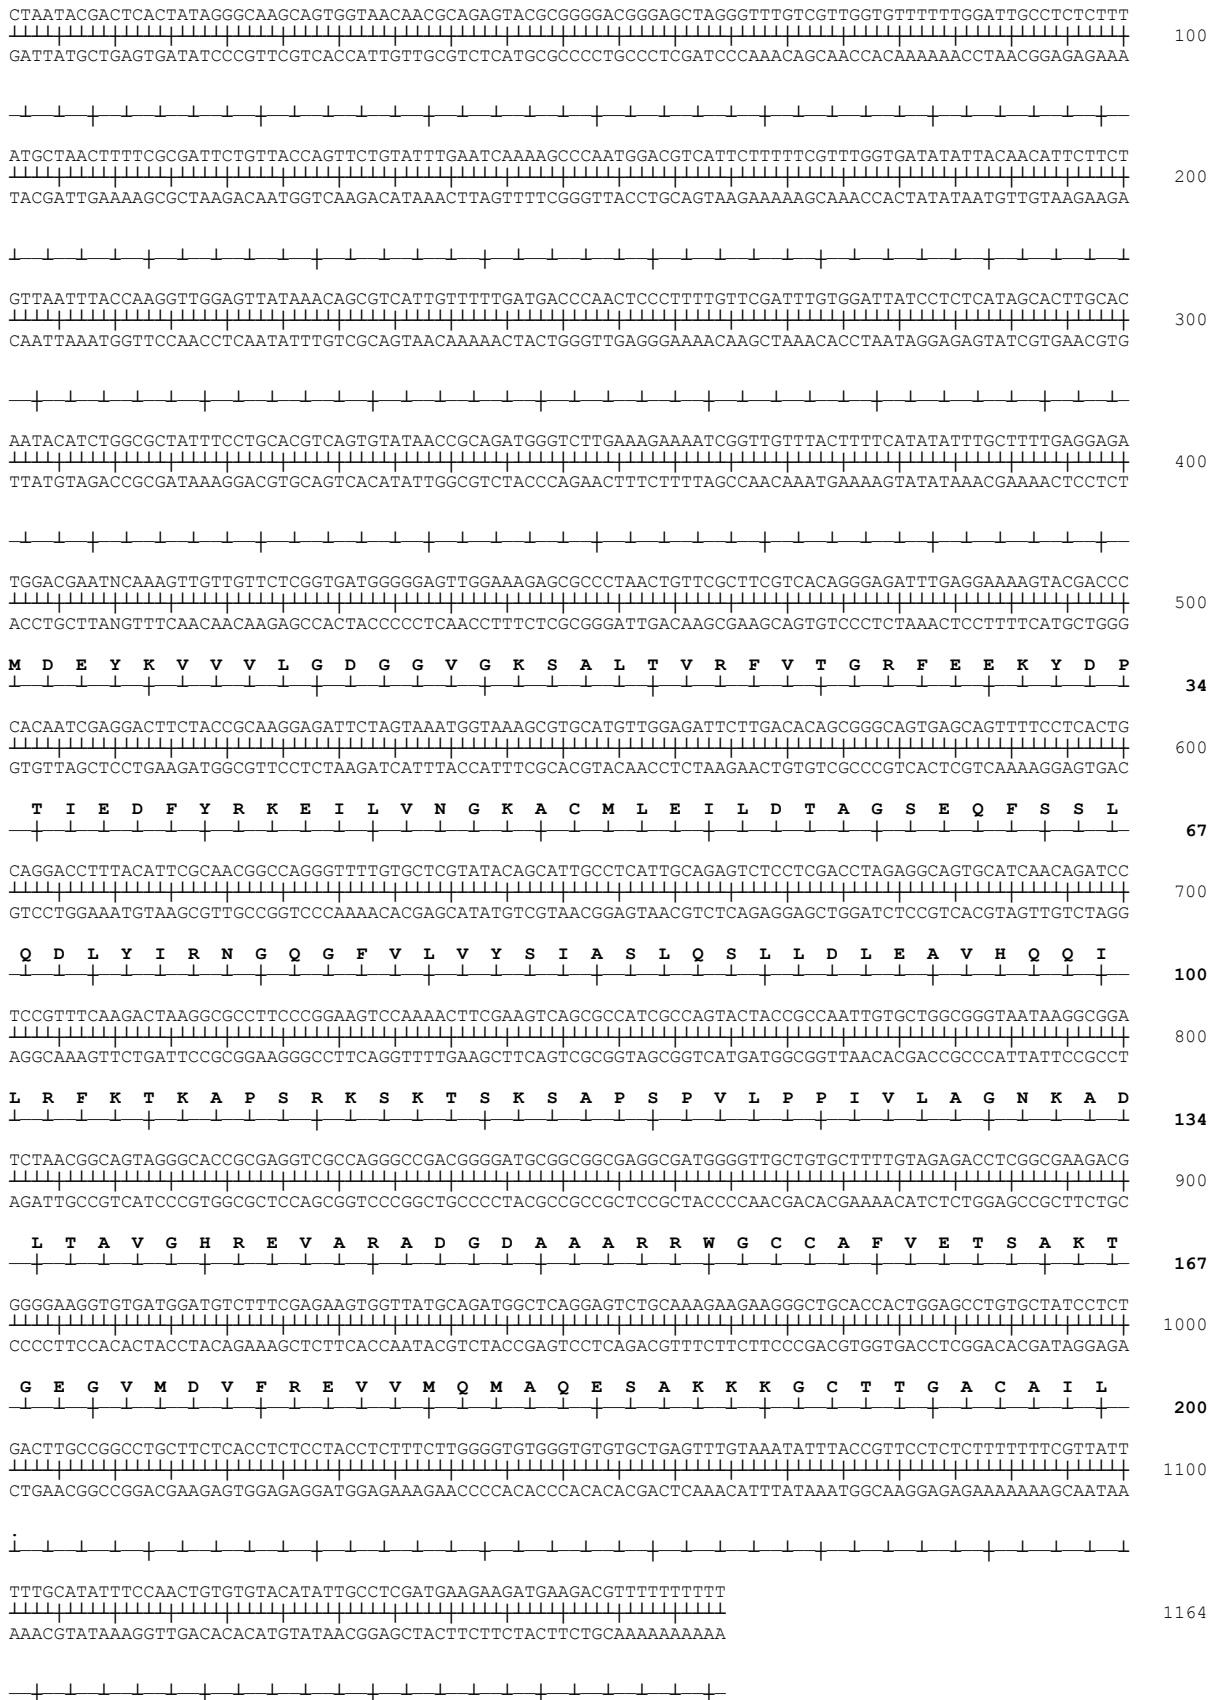 CTAATACGACTCACTATAGGGCAAGCAGTGGTAACAACGCAGAGTACGCGGGGACGGGAGCTAGGGTTTGTCGTTGGTGTTTTTTGGATTGCCTCTCTTT
100
GATTATGCTGAGTGATATCCCGTTCGTCACCATTGTTGCGTCTCATGCGCCCCTGCCCTCGATCCCAAACAGCAACCACAAAAAACCTAACGGAGAGAAA
ATGCTAACTTTTCGCGATTCTGTTACCAGTTCTGTATTTGAATCAAAAGCCCAATGGACGTCATTCTTTTTCGTTTGGTGATATATTACAACATTCTTCT
200
TACGATTGAAAAGCGCTAAGACAATGGTCAAGACATAAACTTAGTTTTCGGGTTACCTGCAGTAAGAAAAAGCAAACCACTATATAATGTTGTAAGAAGA
GTTAATTTACCAAGGTTGGAGTTATAAACAGCGTCATTGTTTTTGATGACCCAACTCCCTTTTGTTCGATTTGTGGATTATCCTCTCATAGCACTTGCAC
300
CAATTAAATGGTTCCAACCTCAATATTTGTCGCAGTAACAAAAACTACTGGGTTGAGGGAAAACAAGCTAAACACCTAATAGGAGAGTATCGTGAACGTG
AATACATCTGGCGCTATTTCCTGCACGTCAGTGTATAACCGCAGATGGGTCTTGAAAGAAAATCGGTTGTTTACTTTTCATATATTTGCTTTTGAGGAGA
400
TTATGTAGACCGCGATAAAGGACGTGCAGTCACATATTGGCGTCTACCCAGAACTTTCTTTTAGCCAACAAATGAAAAGTATATAAACGAAAACTCCTCT
TGGACGAATNCAAAGTTGTTGTTCTCGGTGATGGGGGAGTTGGAAAGAGCGCCCTAACTGTTCGCTTCGTCACAGGGAGATTTGAGGAAAAGTACGACCC
500
ACCTGCTTANGTTTCAACAACAAGAGCCACTACCCCCTCAACCTTTCTCGCGGGATTGACAAGCGAAGCAGTGTCCCTCTAAACTCCTTTTCATGCTGGG
M D E Y K V V V L G D G G V G K S A L T V R F V T G R F E E K Y D P
34
CACAATCGAGGACTTCTACCGCAAGGAGATTCTAGTAAATGGTAAAGCGTGCATGTTGGAGATTCTTGACACAGCGGGCAGTGAGCAGTTTTCCTCACTG
600
GTGTTAGCTCCTGAAGATGGCGTTCCTCTAAGATCATTTACCATTTCGCACGTACAACCTCTAAGAACTGTGTCGCCCGTCACTCGTCAAAAGGAGTGAC
T I E D F Y R K E I L V N G K A C M L E I L D T A G S E Q F S S L
67
CAGGACCTTTACATTCGCAACGGCCAGGGTTTTGTGCTCGTATACAGCATTGCCTCATTGCAGAGTCTCCTCGACCTAGAGGCAGTGCATCAACAGATCC
700
GTCCTGGAAATGTAAGCGTTGCCGGTCCCAAAACACGAGCATATGTCGTAACGGAGTAACGTCTCAGAGGAGCTGGATCTCCGTCACGTAGTTGTCTAGG
Q D L Y I R N G Q G F V L V Y S I A S L Q S L L D L E A V H Q Q I
100
TCCGTTTCAAGACTAAGGCGCCTTCCCGGAAGTCCAAAACTTCGAAGTCAGCGCCATCGCCAGTACTACCGCCAATTGTGCTGGCGGGTAATAAGGCGGA
800
AGGCAAAGTTCTGATTCCGCGGAAGGGCCTTCAGGTTTTGAAGCTTCAGTCGCGGTAGCGGTCATGATGGCGGTTAACACGACCGCCCATTATTCCGCCT
L R F K T K A P S R K S K T S K S A P S P V L P P I V L A G N K A D
134
TCTAACGGCAGTAGGGCACCGCGAGGTCGCCAGGGCCGACGGGGATGCGGCGGCGAGGCGATGGGGTTGCTGTGCTTTTGTAGAGACCTCGGCGAAGACG
900
AGATTGCCGTCATCCCGTGGCGCTCCAGCGGTCCCGGCTGCCCCTACGCCGCCGCTCCGCTACCCCAACGACACGAAAACATCTCTGGAGCCGCTTCTGC
L T A V G H R E V A R A D G D A A A R R W G C C A F V E T S A K T
167
GGGGAAGGTGTGATGGATGTCTTTCGAGAAGTGGTTATGCAGATGGCTCAGGAGTCTGCAAAGAAGAAGGGCTGCACCACTGGAGCCTGTGCTATCCTCT
1000
CCCCTTCCACACTACCTACAGAAAGCTCTTCACCAATACGTCTACCGAGTCCTCAGACGTTTCTTCTTCCCGACGTGGTGACCTCGGACACGATAGGAGA
G E G V M D V F R E V V M Q M A Q E S A K K K G C T T G A C A I L
200
GACTTGCCGGCCTGCTTCTCACCTCTCCTACCTCTTTCTTGGGGTGTGGGTGTGTGCTGAGTTTGTAAATATTTACCGTTCCTCTCTTTTTTTCGTTATT
1100
CTGAACGGCCGGACGAAGAGTGGAGAGGATGGAGAAAGAACCCCACACCCACACACGACTCAAACATTTATAAATGGCAAGGAGAGAAAAAAAGCAATAA
.
TTTGCATATTTCCAACTGTGTGTACATATTGCCTCGATGAAGAAGATGAAGACGTTTTTTTTTT
1164
AAACGTATAAAGGTTGACACACATGTATAACGGAGCTACTTCTTCTACTTCTGCAAAAAAAAAA